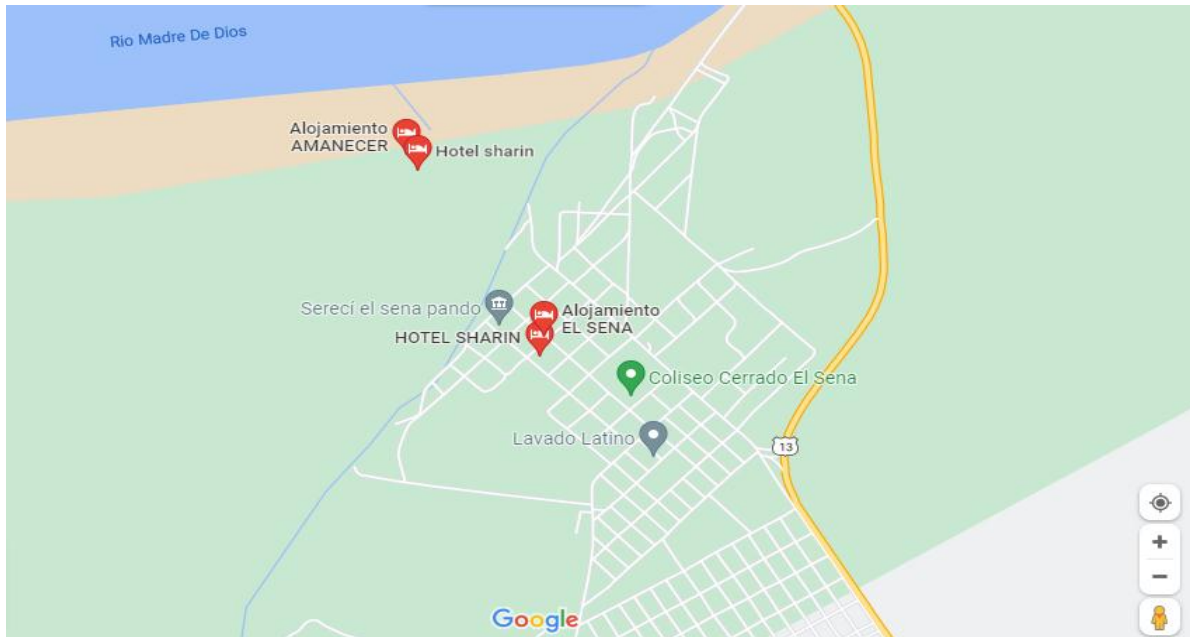 Rio Madre De Dios
Alojamiento
AMANECER
Hotel sharin
Serecí el sena pando
Alojamiento
EL SENA
HOTEL SHARIN
Coliseo Cerrado El Sena
Lavado Latino
13
Google